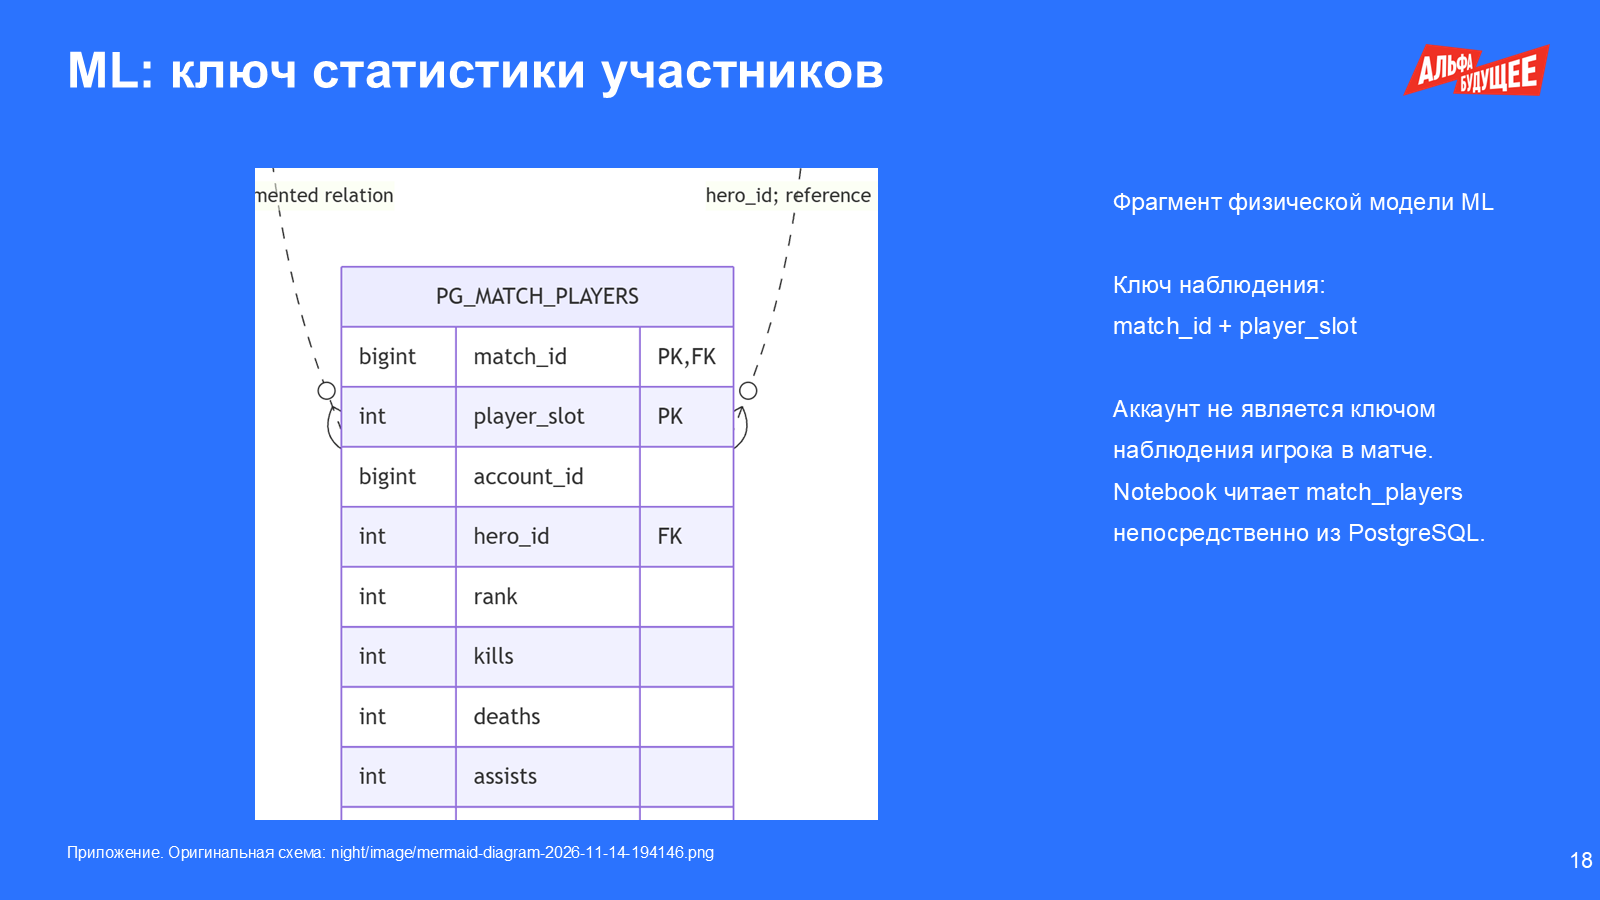 ML: ключ статистики участников
АЛЬФА
БУДУЩЕЕ
mented relation
hero_id; reference
PG_MATCH_PLAYERS
bigint match_id PK,FK
int player_slot PK
bigint account_id
int hero_id FK
int rank
int kills
int deaths
int assists
Фрагмент физической модели ML
Ключ наблюдения:
match_id + player_slot
Аккаунт не является ключом
наблюдения игрока в матче.
Notebook читает match_players
непосредственно из PostgreSQL.
Приложение. Оригинальная схема: night/image/mermaid-diagram-2026-11-14-194146.png
18